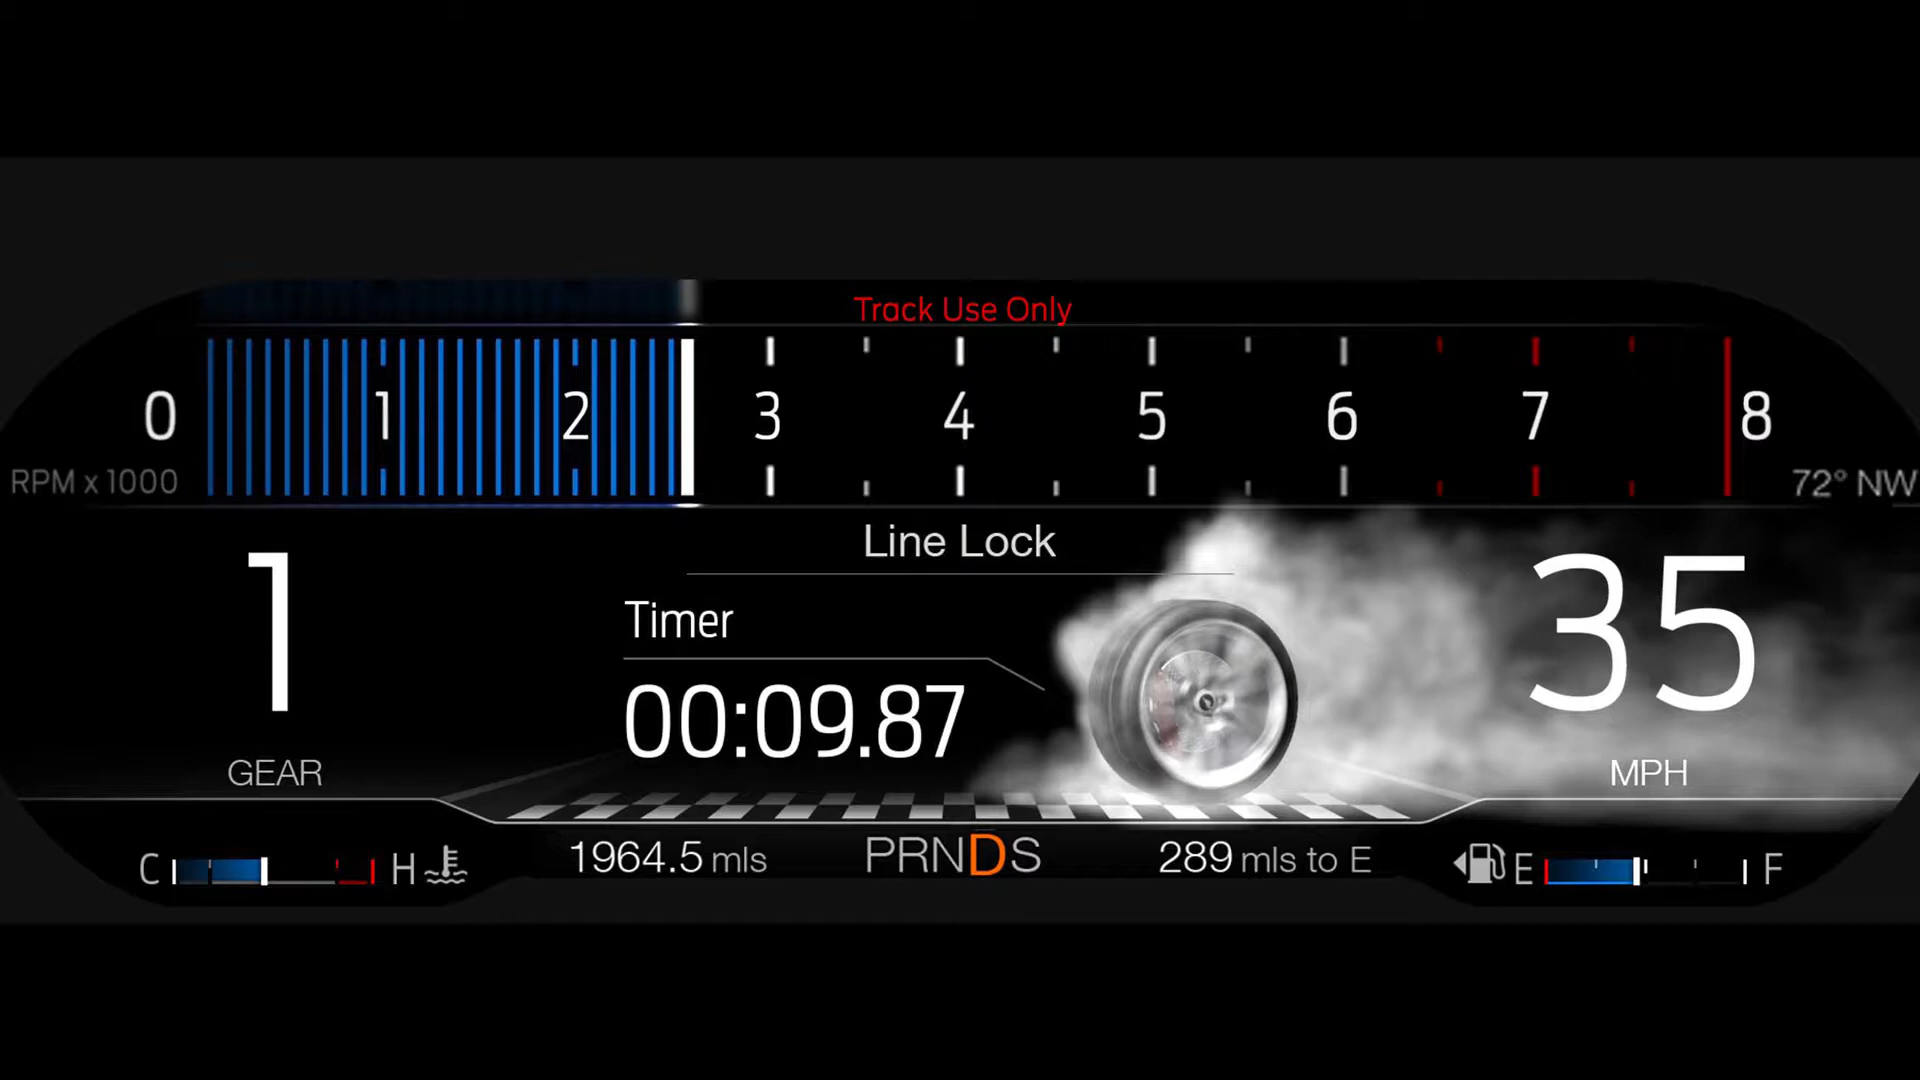 Track Use Only
0 1 2 3 4 5 6 7 8
RPM x 1000
72° NW
Line Lock
1
GEAR
Timer
00:09.87
35
MPH
C H
1964.5 mls
PRNDS
289 mls to E
E F